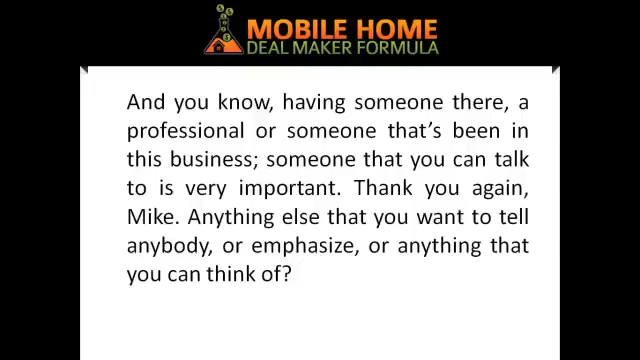 MOBILE HOME
DEAL MAKER FORMULA
And you know, having someone there, a
professional or someone that's been in
this business; someone that you can talk
to is very important. Thank you again,
Mike. Anything else that you want to tell
anybody, or emphasize, or anything that
you can think of?